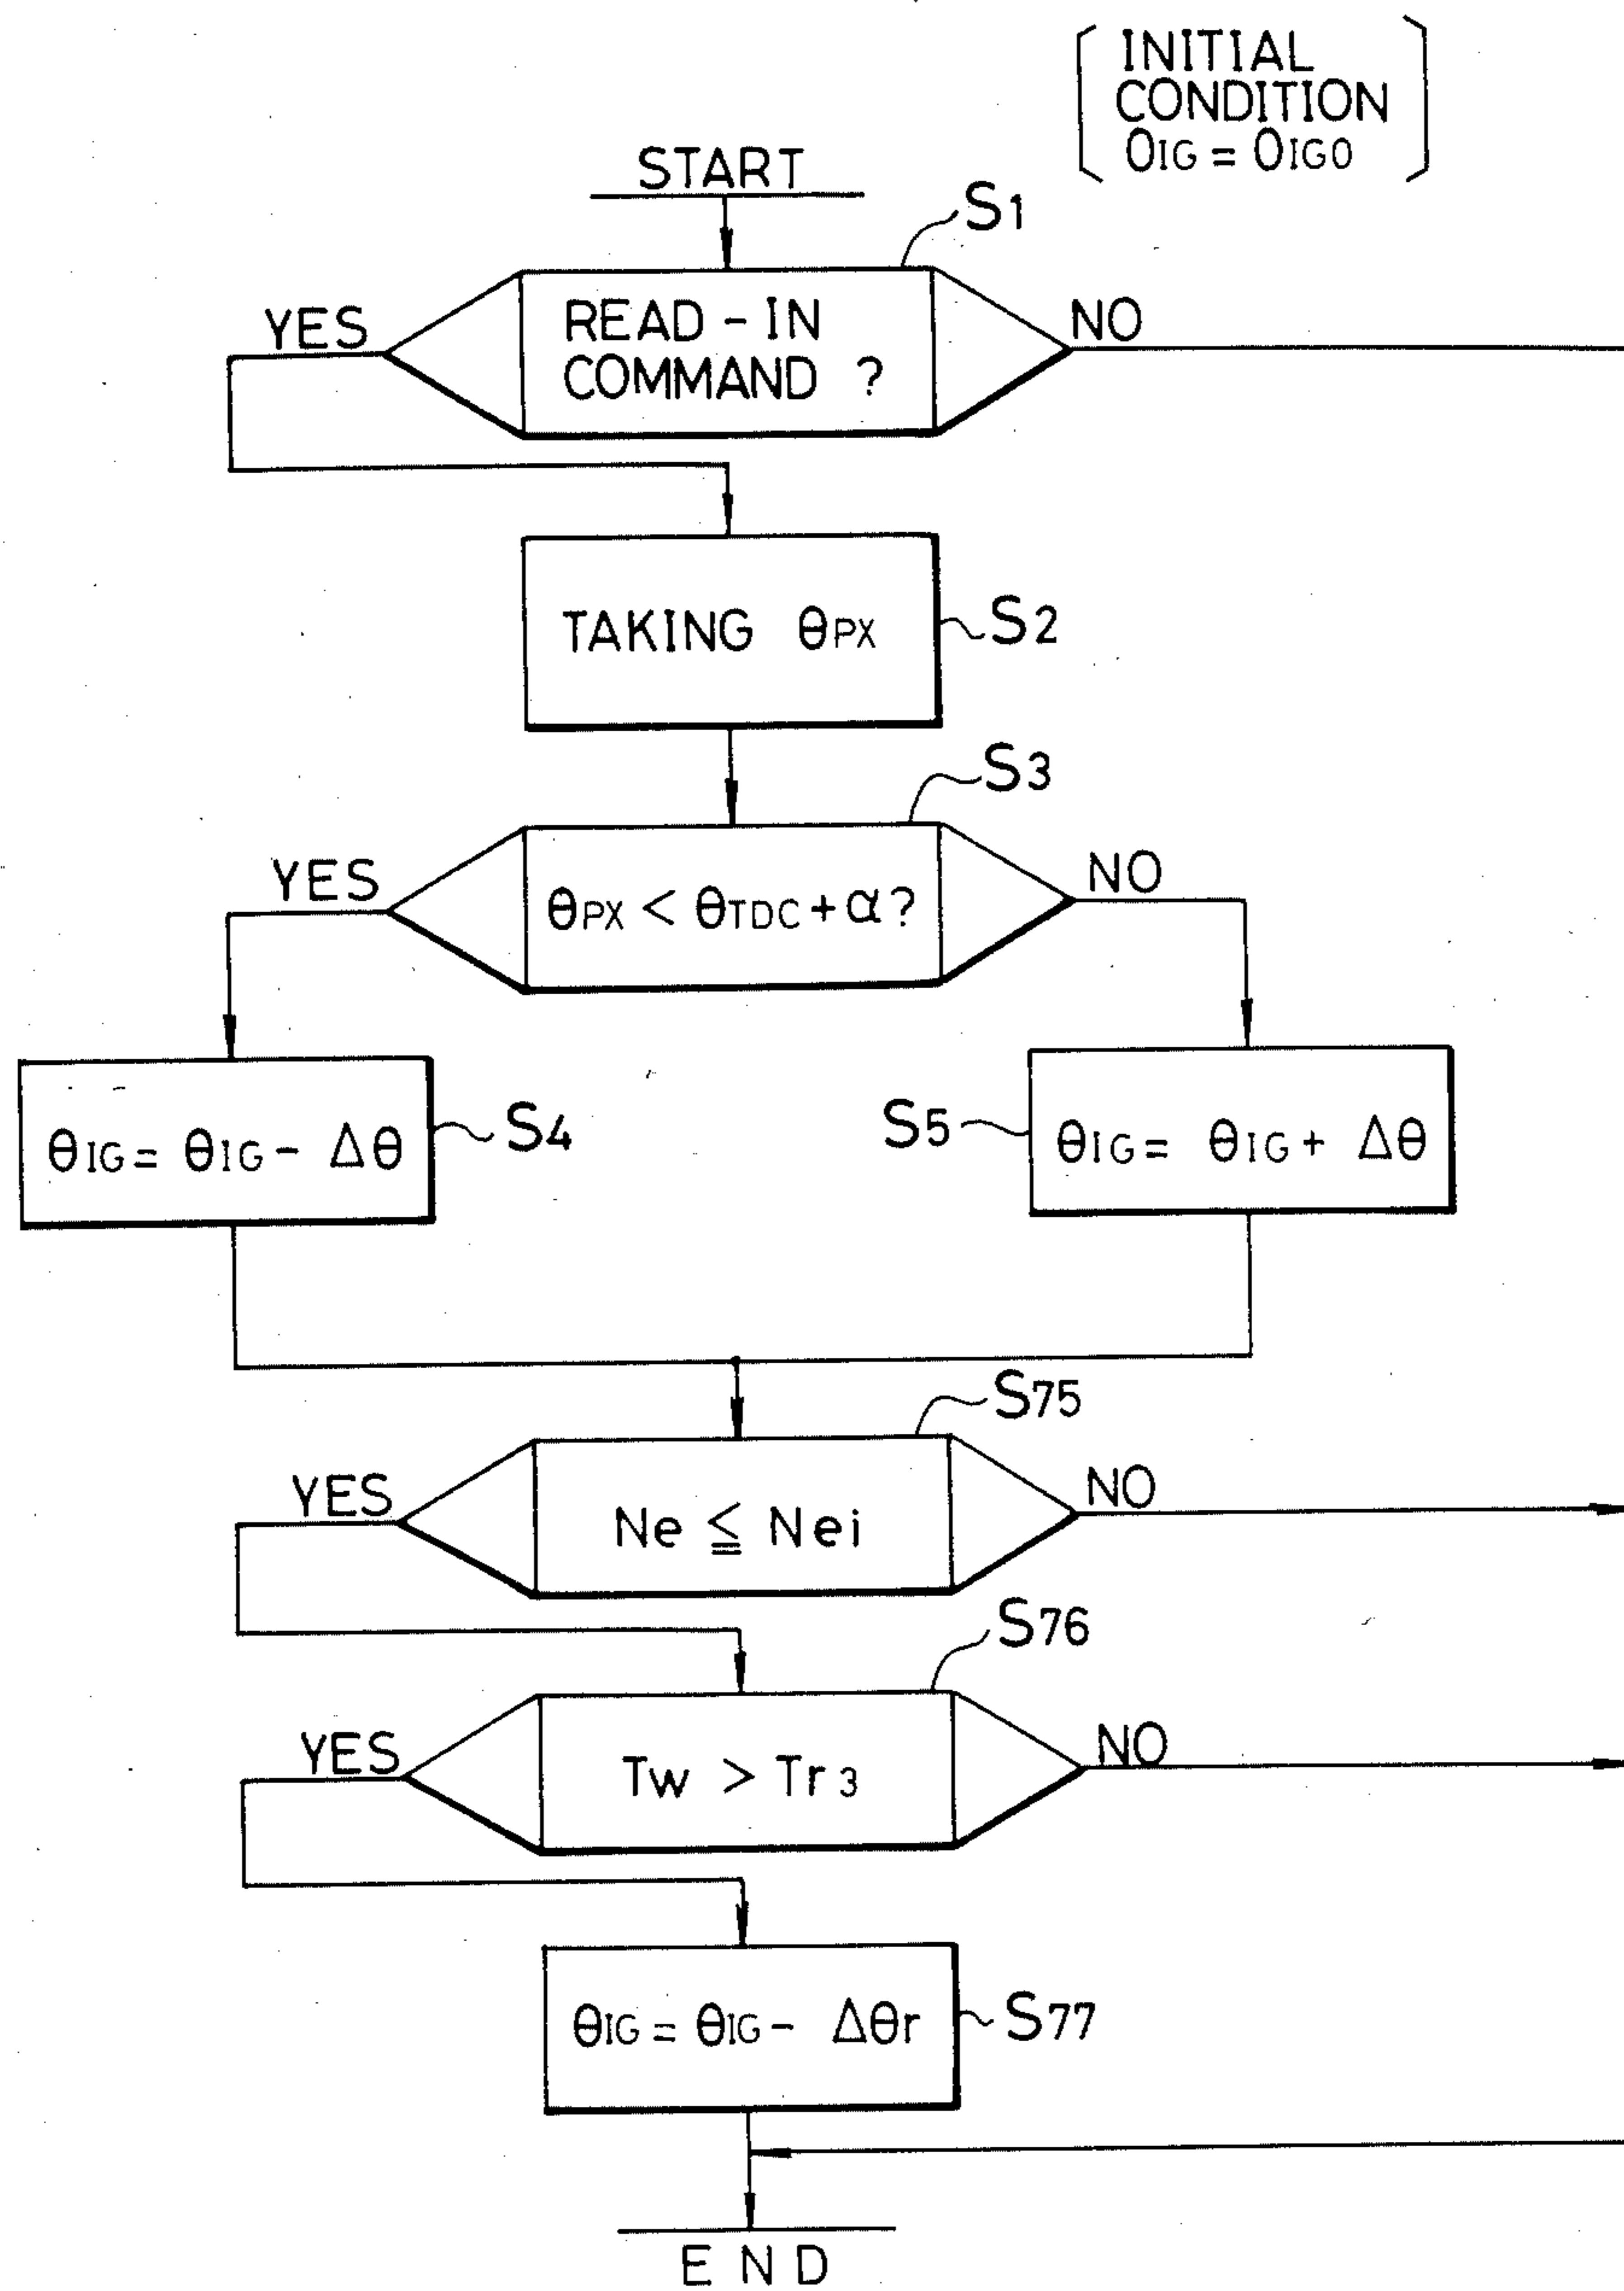 INITIAL
CONDITION
OIG = OIGO
START
S1
YES
READ - IN
COMMAND ?
NO
TAKING θPX
S2
S3
YES
θPX < θTDC + α ?
NO
θIG = θIG - Δθ
S4
S5
θIG = θIG + Δθ
S75
YES
Ne ≦ Nei
NO
S76
YES
Tw > Tr3
NO
θIG = θIG - Δθr
S77
END